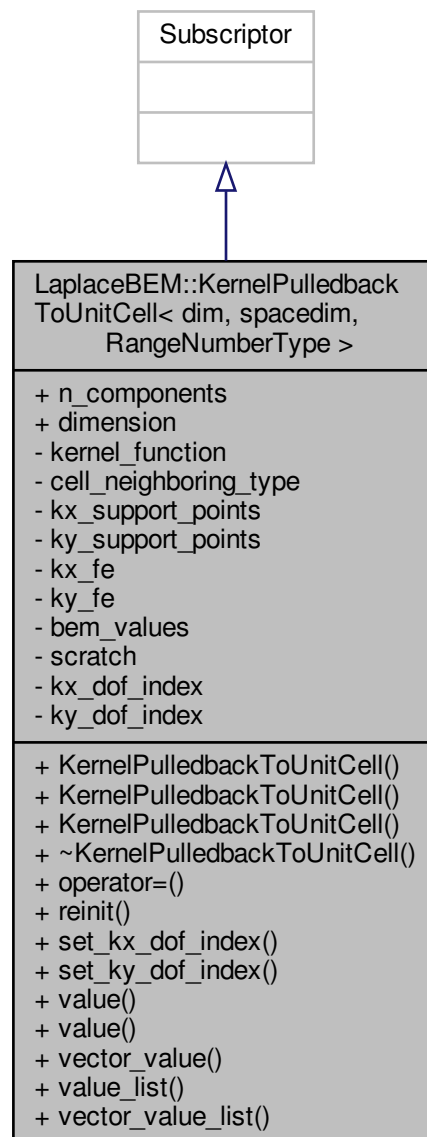 Subscriptor
LaplaceBEM::KernelPulledback
ToUnitCell< dim, spacedim,
RangeNumberType >
+ n_components
+ dimension
- kernel_function
- cell_neighboring_type
- kx_support_points
- ky_support_points
- kx_fe
- ky_fe
- bem_values
- scratch
- kx_dof_index
- ky_dof_index
+ KernelPulledbackToUnitCell()
+ KernelPulledbackToUnitCell()
+ KernelPulledbackToUnitCell()
+ ~KernelPulledbackToUnitCell()
+ operator=()
+ reinit()
+ set_kx_dof_index()
+ set_ky_dof_index()
+ value()
+ value()
+ vector_value()
+ value_list()
+ vector_value_list()